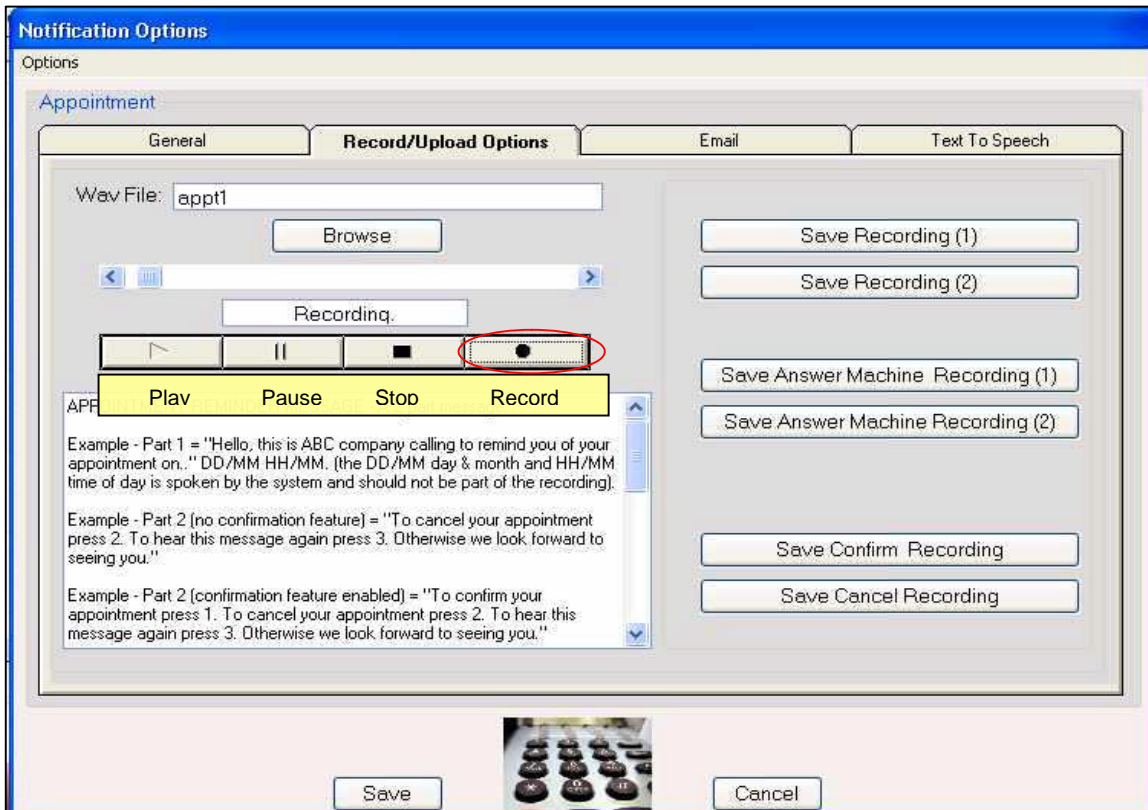 Notification Options
Options
Appointment
General
Record/Upload Options
Email
Text To Speech
Wav File:
appt1
Browse
Recording.
Play Pause Stop Record
Example - Part 1 = "Hello, this is ABC company calling to remind you of your
appointment on.." DD/MM HH/MM. (the DD/MM day & month and HH/MM
time of day is spoken by the system and should not be part of the recording).
Example - Part 2 (no confirmation feature) = "To cancel your appointment
press 2. To hear this message again press 3. Otherwise we look forward to
seeing you."
Example - Part 2 (confirmation feature enabled) = "To confirm your
appointment press 1. To cancel your appointment press 2. To hear this
message again press 3. Otherwise we look forward to seeing you."
Save Recording (1)
Save Recording (2)
Save Answer Machine Recording (1)
Save Answer Machine Recording (2)
Save Confirm Recording
Save Cancel Recording
Save
Cancel